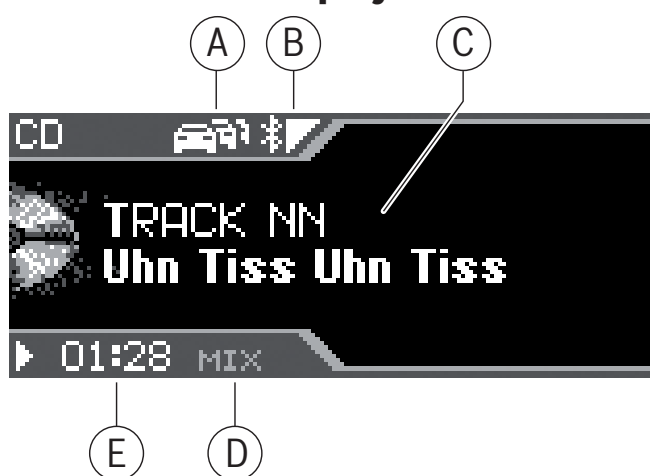 A B C
CD
TRACK NN
Uhn Tiss Uhn Tiss
01:28 MIX
E D